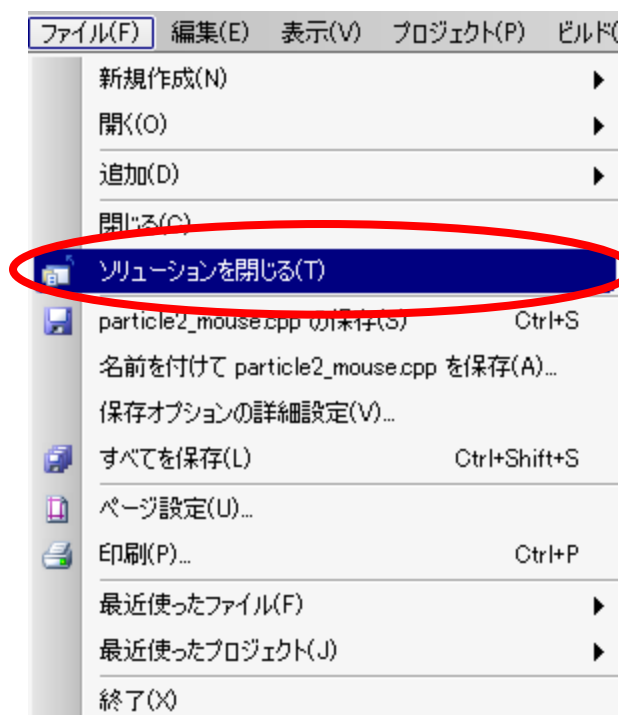 ファイル(F) 編集(E) 表示(V) プロジェクト(P) ビルド(
新規作成(N)
開く(O)
追加(D)
閉じる(C)
ソリューションを閉じる(T)
particle2_mouse.cpp の保存(S) Ctrl+S
名前を付けて particle2_mouse.cpp を保存(A)...
保存オプションの詳細設定(V)...
すべてを保存(L) Ctrl+Shift+S
ページ設定(U)...
印刷(P)... Ctrl+P
最近使ったファイル(F)
最近使ったプロジェクト(J)
終了(X)